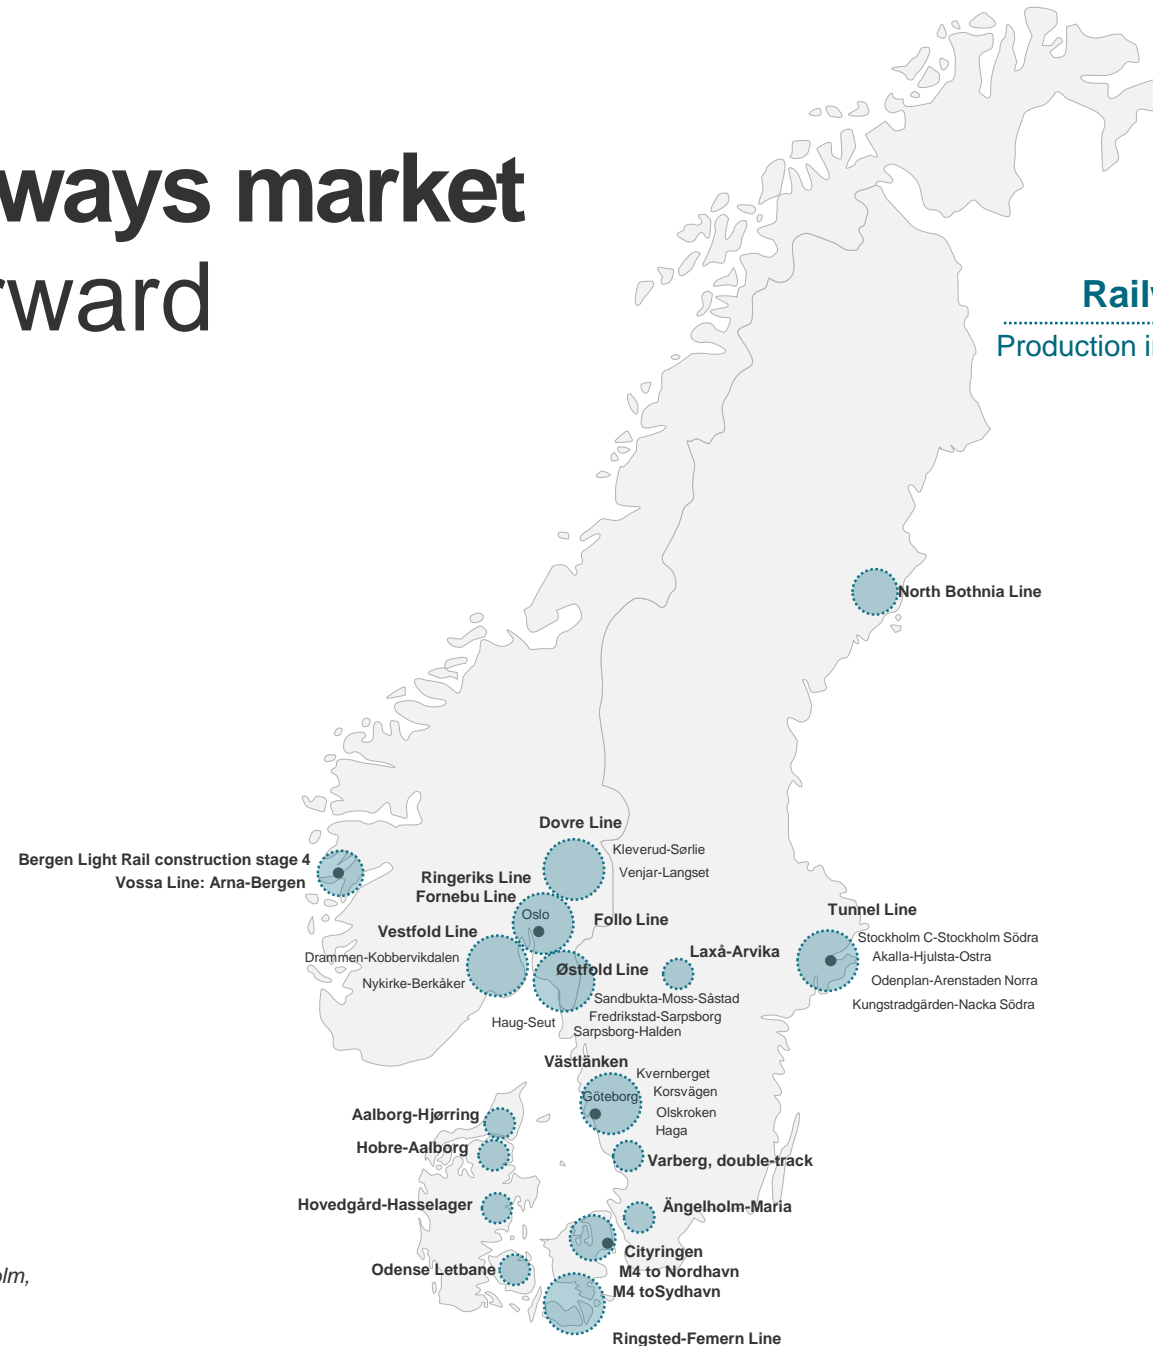 ways market
rward
Railw
Production in
North Bothnia Line
Dovre Line
Kleverud-Sørlie
Venjar-Langset
Bergen Light Rail construction stage 4
Vossa Line: Arna-Bergen
Ringeriks Line
Fornebu Line
Oslo
Follo Line
Vestfold Line
Drammen-Kobbervikdalen
Nykirke-Berkåker
Østfold Line
Sandbukta-Moss-Såstad
Fredrikstad-Sarpsborg
Haug-Seut
Sarpsborg-Halden
Laxå-Arvika
Tunnel Line
Stockholm C-Stockholm Södra
Akalla-Hjulsta-Ostra
Odenplan-Arenstaden Norra
Kungstradgärden-Nacka Södra
Västlänken
Kvernberget
Göteborg
Korsvägen
Olskroken
Haga
Aalborg-Hjørring
Hobre-Aalborg
Varberg, double-track
Hovedgård-Hasselager
Ängelholm-Maria
Cityringen
M4 to Nordhavn
M4 toSydhavn
Odense Letbane
olm,
Ringsted-Femern Line